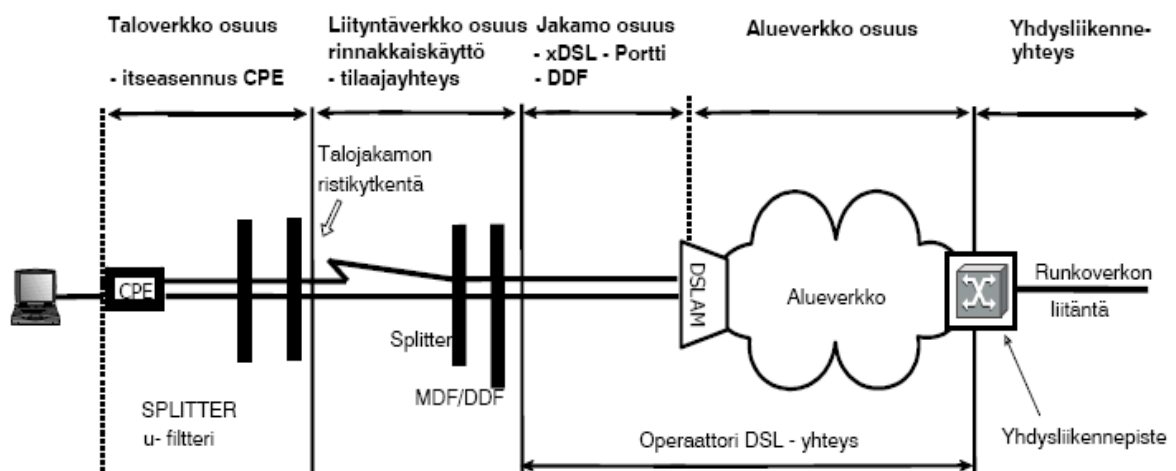 Taloverkko osuus
- itseasennus CPE
Liityntäverkko osuus
rinnakkaiskäyttö
- tilaajayhteys
Jakamo osuus
- xDSL - Portti
- DDF
Alueverkko osuus
Yhdysliikenne-
yhteys
Talojakamon
ristikytkentä
CPE
Splitter
MDF/DDF
DSLAM
Alueverkko
Runkoverkon
liitäntä
SPLITTER
u- filtteri
Operaattori DSL - yhteys
Yhdysliikennepiste